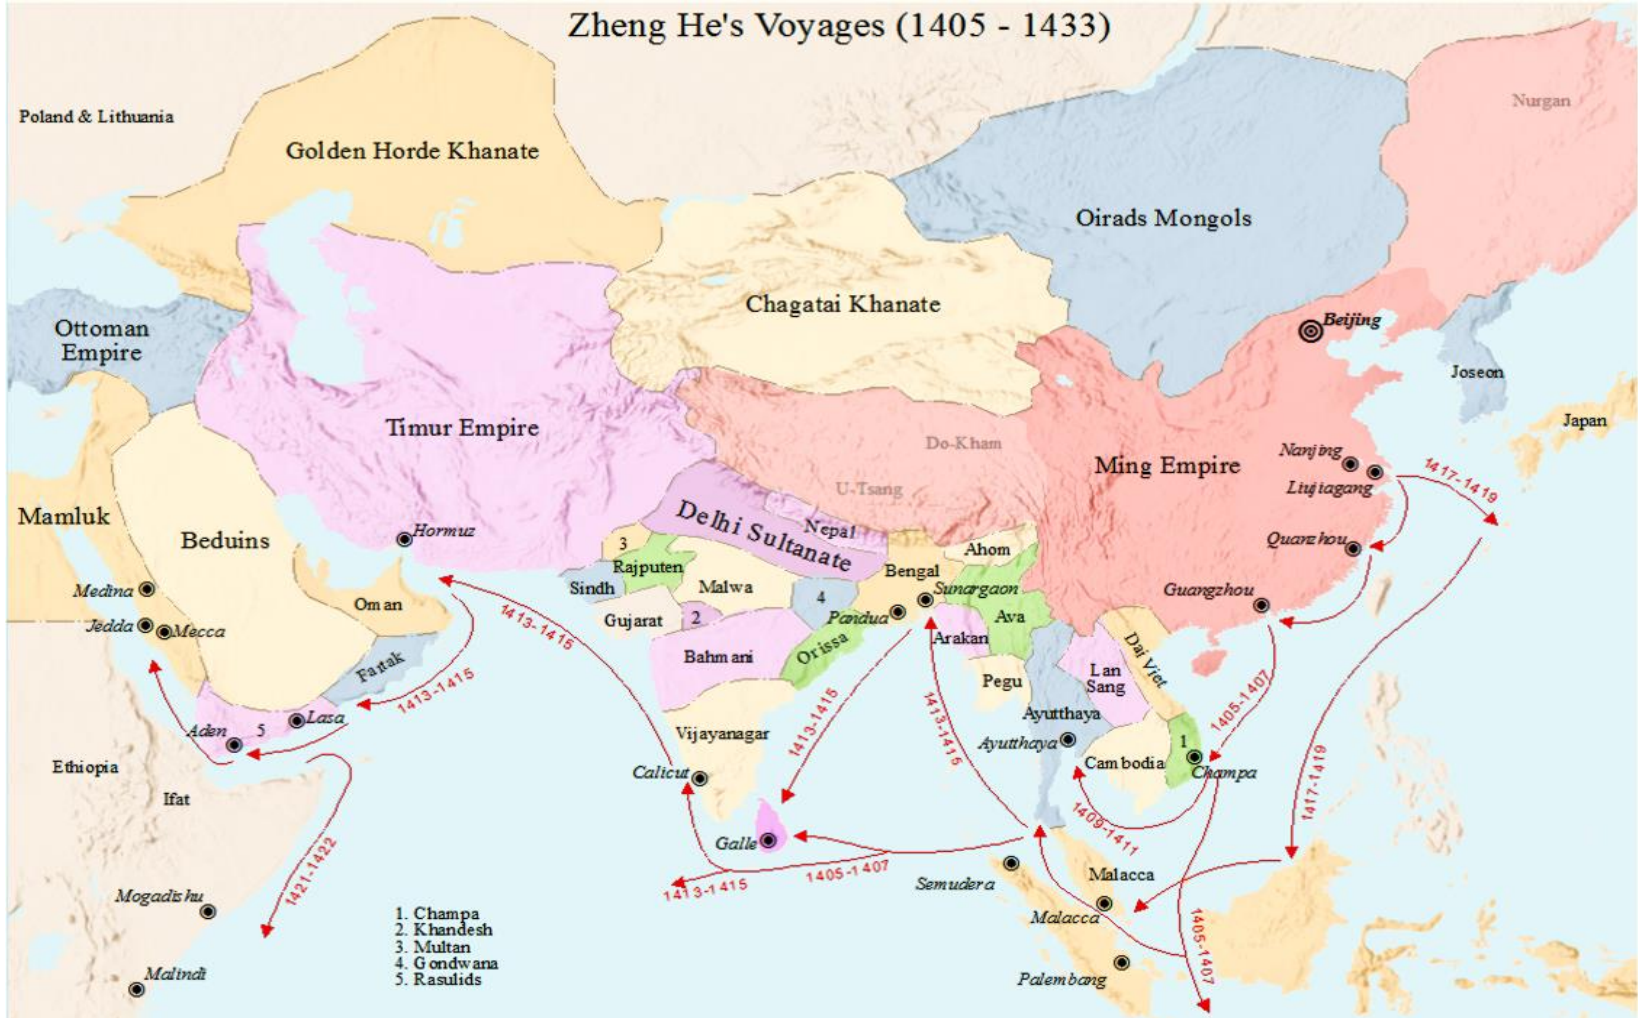 Zheng He's Voyages (1405 - 1433)
Poland & Lithuania
Golden Horde Khanate
Nurgan
Oirads Mongols
Chagatai Khanate
Beijing
Ottoman
Empire
Joseon
Japan
Timur Empire
Do-Kham
Ming Empire
Nanjing
Liujiagang
1417-1419
U-Tsang
Mamluk
Beduins
Hormuz
Delhi Sultanate
Nepal
Quanzhou
3
Rajputen
Sindh
Malwa
Bengal
Ahom
Sunargaon
Guangzhou
Medina
Jedda
Mecca
Oman
Gujarat
2
4
Pandua
Arakan
Ava
Dai Viet
1413-1415
Bahmani
Orissa
Fartak
1413-1415
Pegu
Lan
Sang
1405-1407
Lasa
Aden
5
Vijayanagar
1413-1415
1413-1415
Ayutthaya
Ayutthaya
1
Champa
Cambodia
Ethiopia
Ifat
Calicut
1417-1419
1409-1411
Galle
1421-1422
1405-1407
1413-1415
Semudera
Malacca
Malacca
Mogadishu
1405-1407
Palembang
Malindi
1. Champa
2. Khandesh
3. Multan
4. Gondwana
5. Rasulids